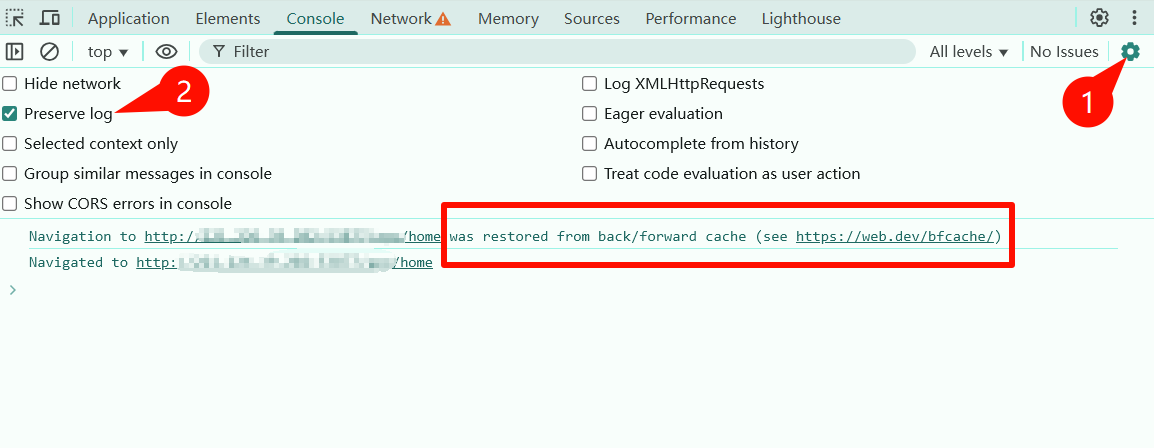 Application Elements Console Network Memory Sources Performance Lighthouse
top Filter All levels No Issues
Hide network Log XMLHttpRequests
2 1
Preserve log Eager evaluation
Selected context only Autocomplete from history
Group similar messages in console Treat code evaluation as user action
Show CORS errors in console
Navigation to http:/ /home was restored from back/forward cache (see https://web.dev/bfcache/)
Navigated to http: /home